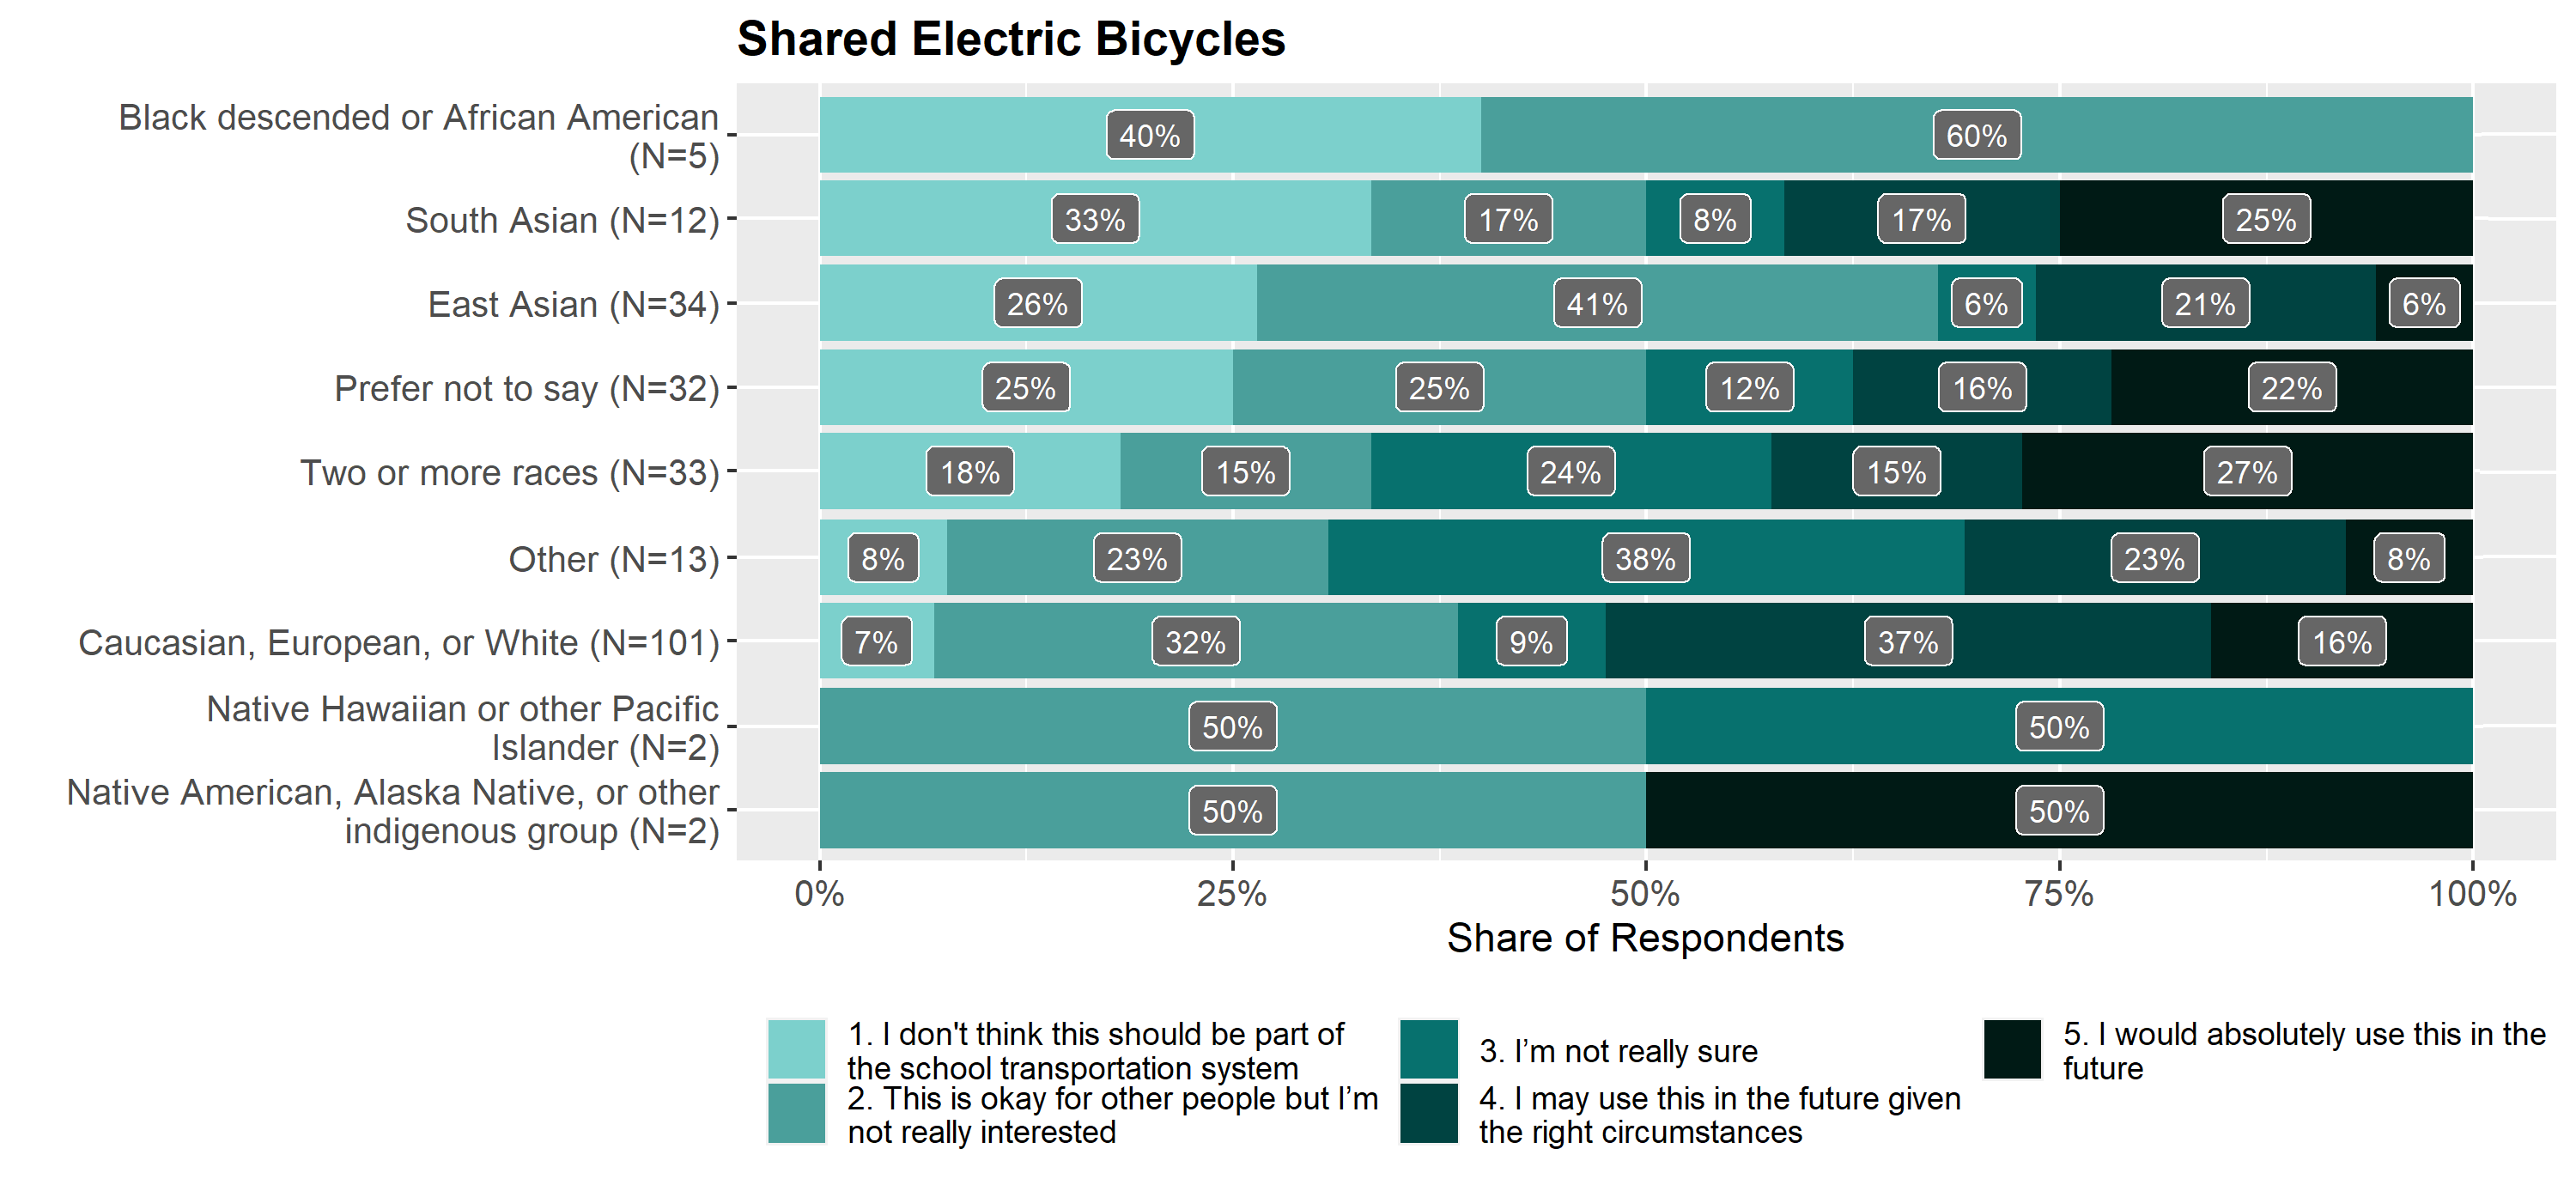 Shared Electric Bicycles
Black descended or African American
(N=5)
40%
60%
South Asian (N=12)
33%
17%
8%
17%
25%
East Asian (N=34)
26%
41%
6%
21%
6%
Prefer not to say (N=32)
25%
25%
12%
16%
22%
Two or more races (N=33)
18%
15%
24%
15%
27%
Other (N=13)
8%
23%
38%
23%
8%
Caucasian, European, or White (N=101)
7%
32%
9%
37%
16%
Native Hawaiian or other Pacific
Islander (N=2)
50%
50%
Native American, Alaska Native, or other
indigenous group (N=2)
50%
50%
0%
25%
50%
75%
100%
Share of Respondents
1. I don't think this should be part of
the school transportation system
2. This is okay for other people but I’m
not really interested
3. I’m not really sure
4. I may use this in the future given
the right circumstances
5. I would absolutely use this in the
future